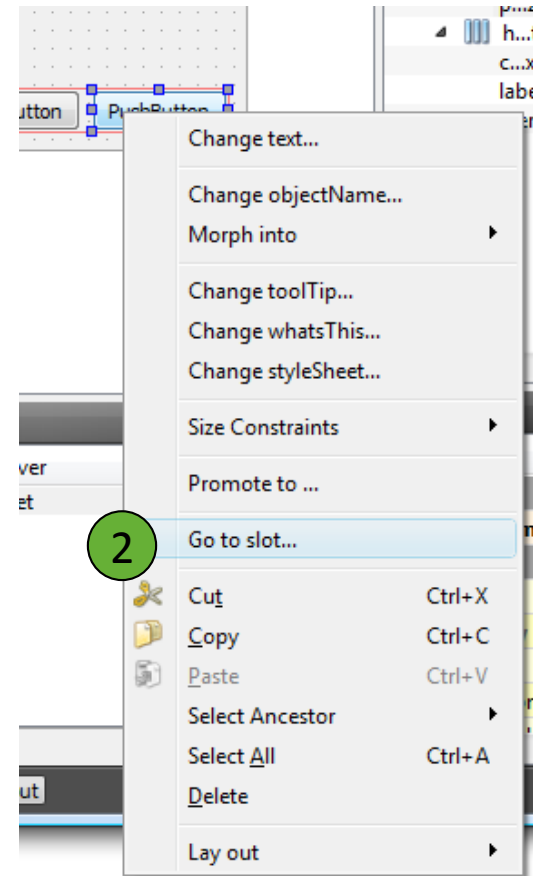 h...
c...x
labe
utton
PushButton
Change text...
Change objectName...
Morph into
Change toolTip...
Change whatsThis...
Change styleSheet...
Size Constraints
ver
Promote to ...
et
2 Go to slot...
Cut Ctrl+X
Copy Ctrl+C
Paste Ctrl+V
Select Ancestor
Select All Ctrl+A
ut
Delete
Lay out